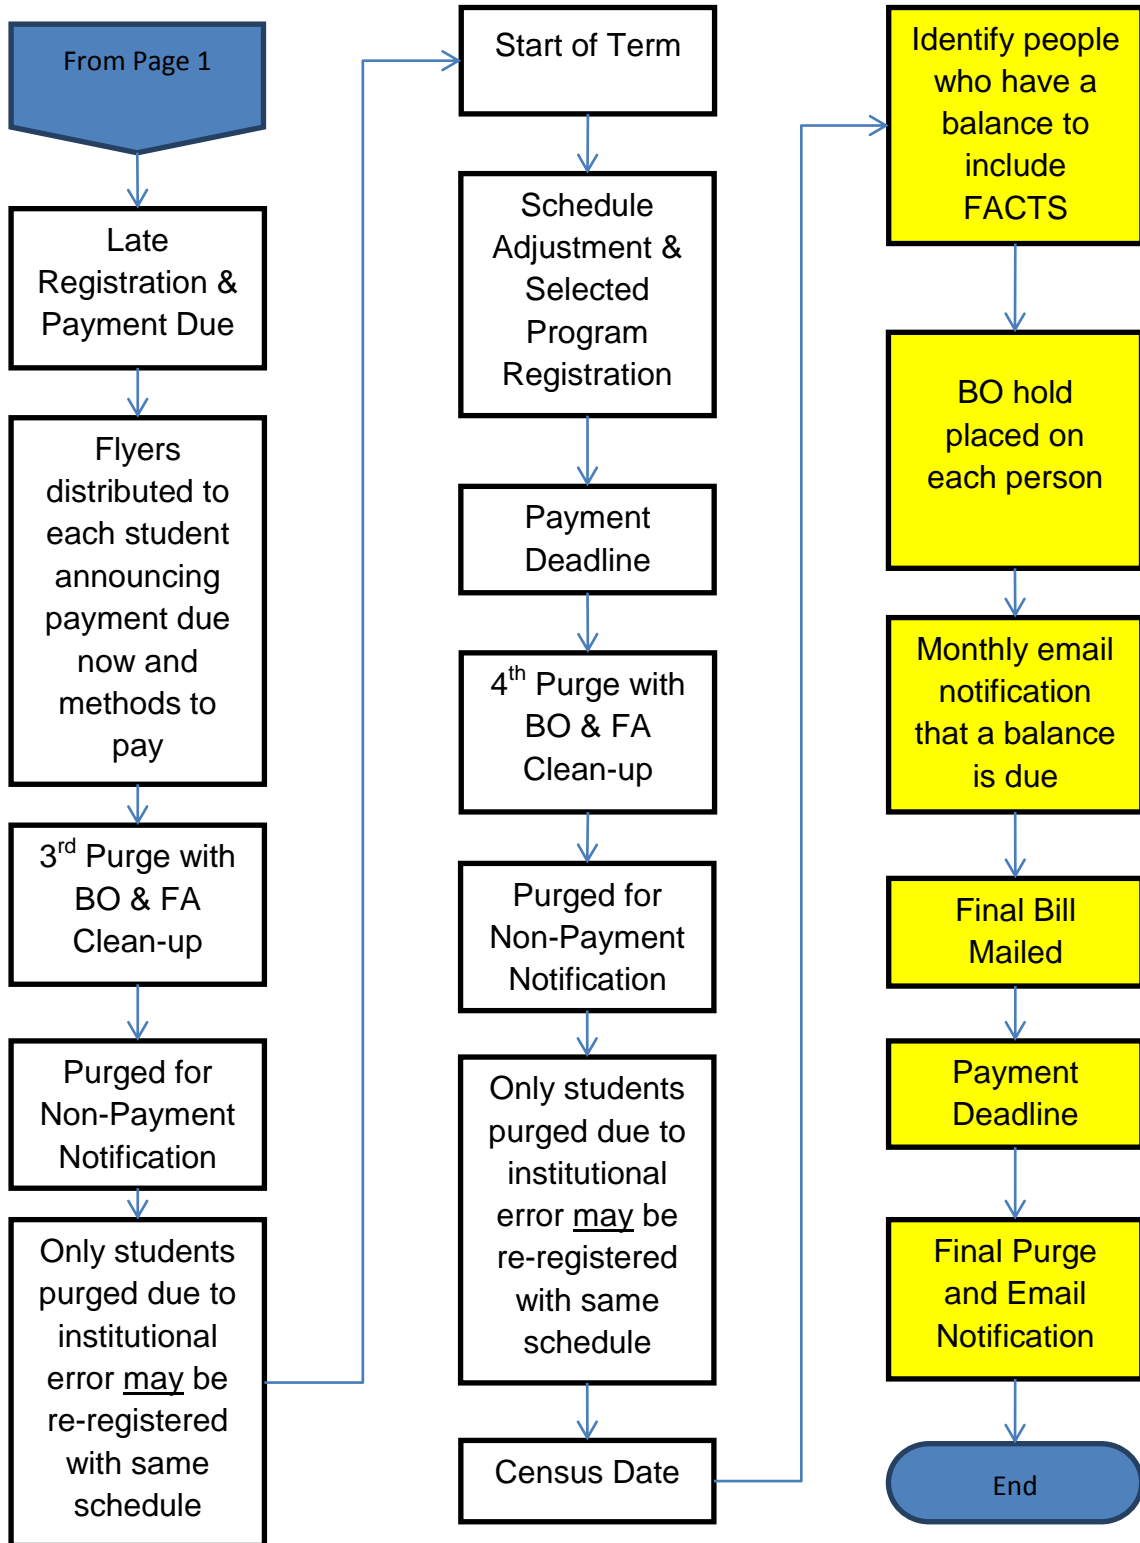 From Page 1
Late
Registration &
Payment Due
Flyers
distributed to
each student
announcing
payment due
now and
methods to
pay
3rd Purge with
BO & FA
Clean-up
Purged for
Non-Payment
Notification
Only students
purged due to
institutional
error may be
re-registered
with same
schedule
Start of Term
Schedule
Adjustment &
Selected
Program
Registration
Payment
Deadline
4th Purge with
BO & FA
Clean-up
Purged for
Non-Payment
Notification
Only students
purged due to
institutional
error may be
re-registered
with same
schedule
Census Date
Identify people
who have a
balance to
include
FACTS
BO hold
placed on
each person
Monthly email
notification
that a balance
is due
Final Bill
Mailed
Payment
Deadline
Final Purge
and Email
Notification
End